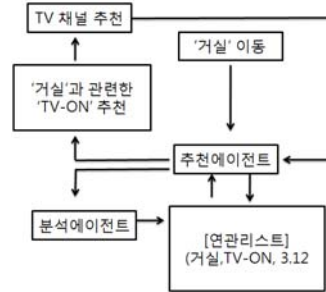 TV 채널 추천
'거실' 이동
'거실'과 관련한
'TV-ON' 추천
추천에이전트
분석에이전트
[연관리스트]
(거실,TV-ON, 3.12